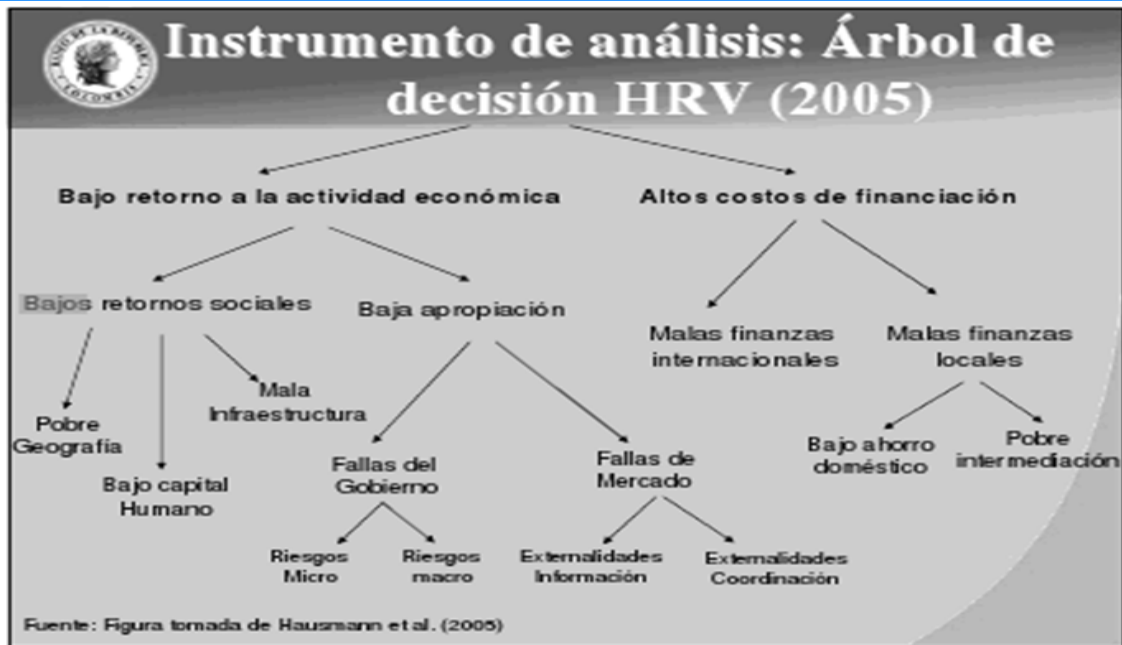 Instrumento de análisis: Árbol de
decisión HRV (2005)
Bajo retorno a la actividad económica
Altos costos de financiación
Bajos retornos sociales
Baja apropiación
Malas finanzas
internacionales
Malas finanzas
locales
Mala
Infraestructura
Pobre
Geografía
Bajo capital
Humano
Fallas del
Gobierno
Fallas de
Mercado
Bajo ahorro
doméstico
Pobre
intermediación
Riesgos
Micro
Riesgos
macro
Externalidades
Información
Externalidades
Coordinación
Fuente: Figura tomada de Hausmann et al. (2005)